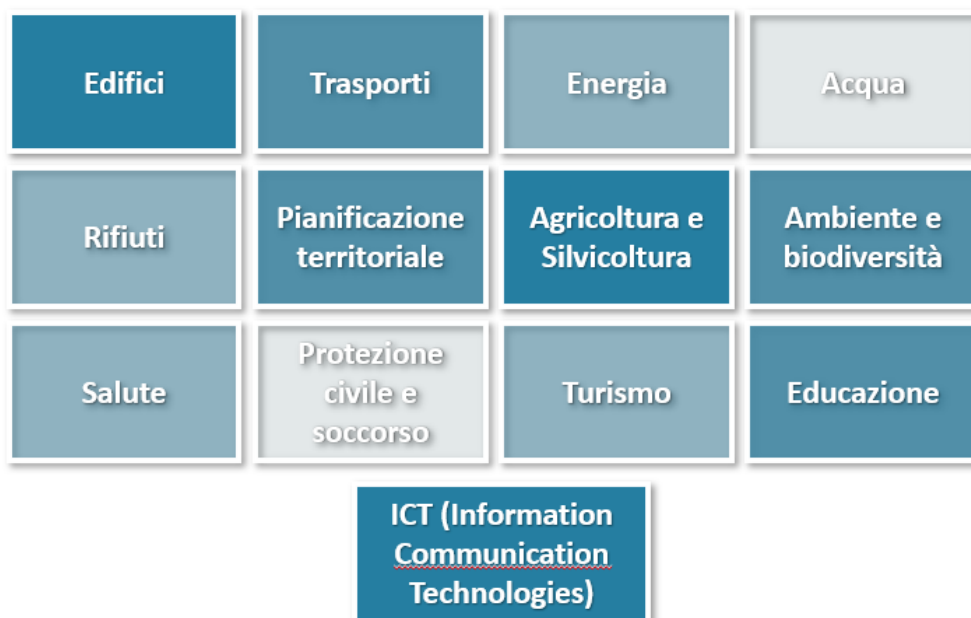 Edifici
Trasporti
Energia
Acqua
Rifiuti
Pianificazione
territoriale
Agricoltura e
Silvicoltura
Ambiente e
biodiversità
Salute
Protezione
civile e
soccorso
Turismo
Educazione
ICT (Information
Communication
Technologies)